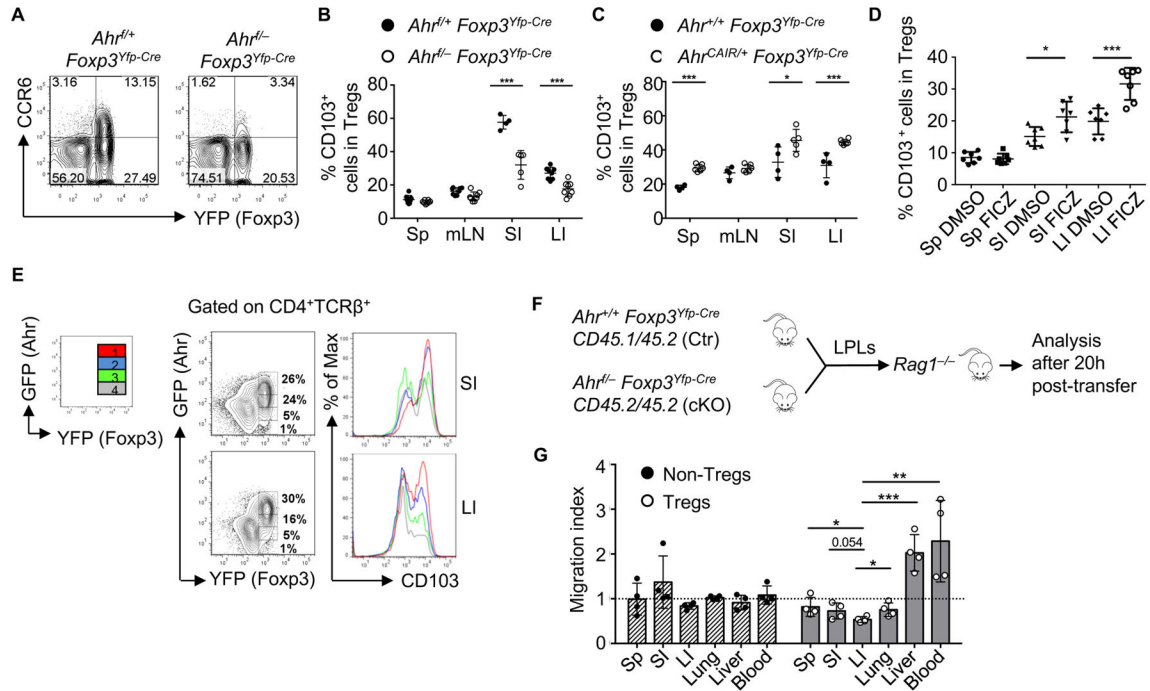 A
Ahrf/+
Foxp3Yfp-Cre
Ahrf/–
Foxp3Yfp-Cre
3.16 13.15
56.20 27.49
1.62 3.34
74.51 20.53
CCR6
YFP (Foxp3)
B
Ahrf/+ Foxp3Yfp-Cre
Ahrf/– Foxp3Yfp-Cre
% CD103+
cells in Tregs
80
60
40
20
0
*** ***
Sp mLN SI LI
C
Ahr+/+ Foxp3Yfp-Cre
AhrCAIR/+ Foxp3Yfp-Cre
% CD103+
cells in Tregs
80
60
40
20
0
*** * ***
Sp mLN SI LI
D
% CD103+ cells in Tregs
40
30
20
10
0
* ***
Sp DMSO
Sp FICZ
SI DMSO
SI FICZ
LI DMSO
LI FICZ
E
Gated on CD4+TCRβ+
GFP (Ahr)
1
2
3
4
YFP (Foxp3)
GFP (Ahr)
26%
24%
5%
1%
30%
16%
5%
1%
YFP (Foxp3)
% of Max
SI
LI
CD103
F
Ahr+/+ Foxp3Yfp-Cre
CD45.1/45.2 (Ctr)
Ahrf/– Foxp3Yfp-Cre
CD45.2/45.2 (cKO)
LPLs
Rag1–/–
Analysis
after 20h
post-transfer
G
Migration index
4
3
2
1
0
Non-Tregs
Tregs
**
***
*
0.054
*
Sp SI LI Lung Liver Blood
Sp SI LI Lung Liver Blood